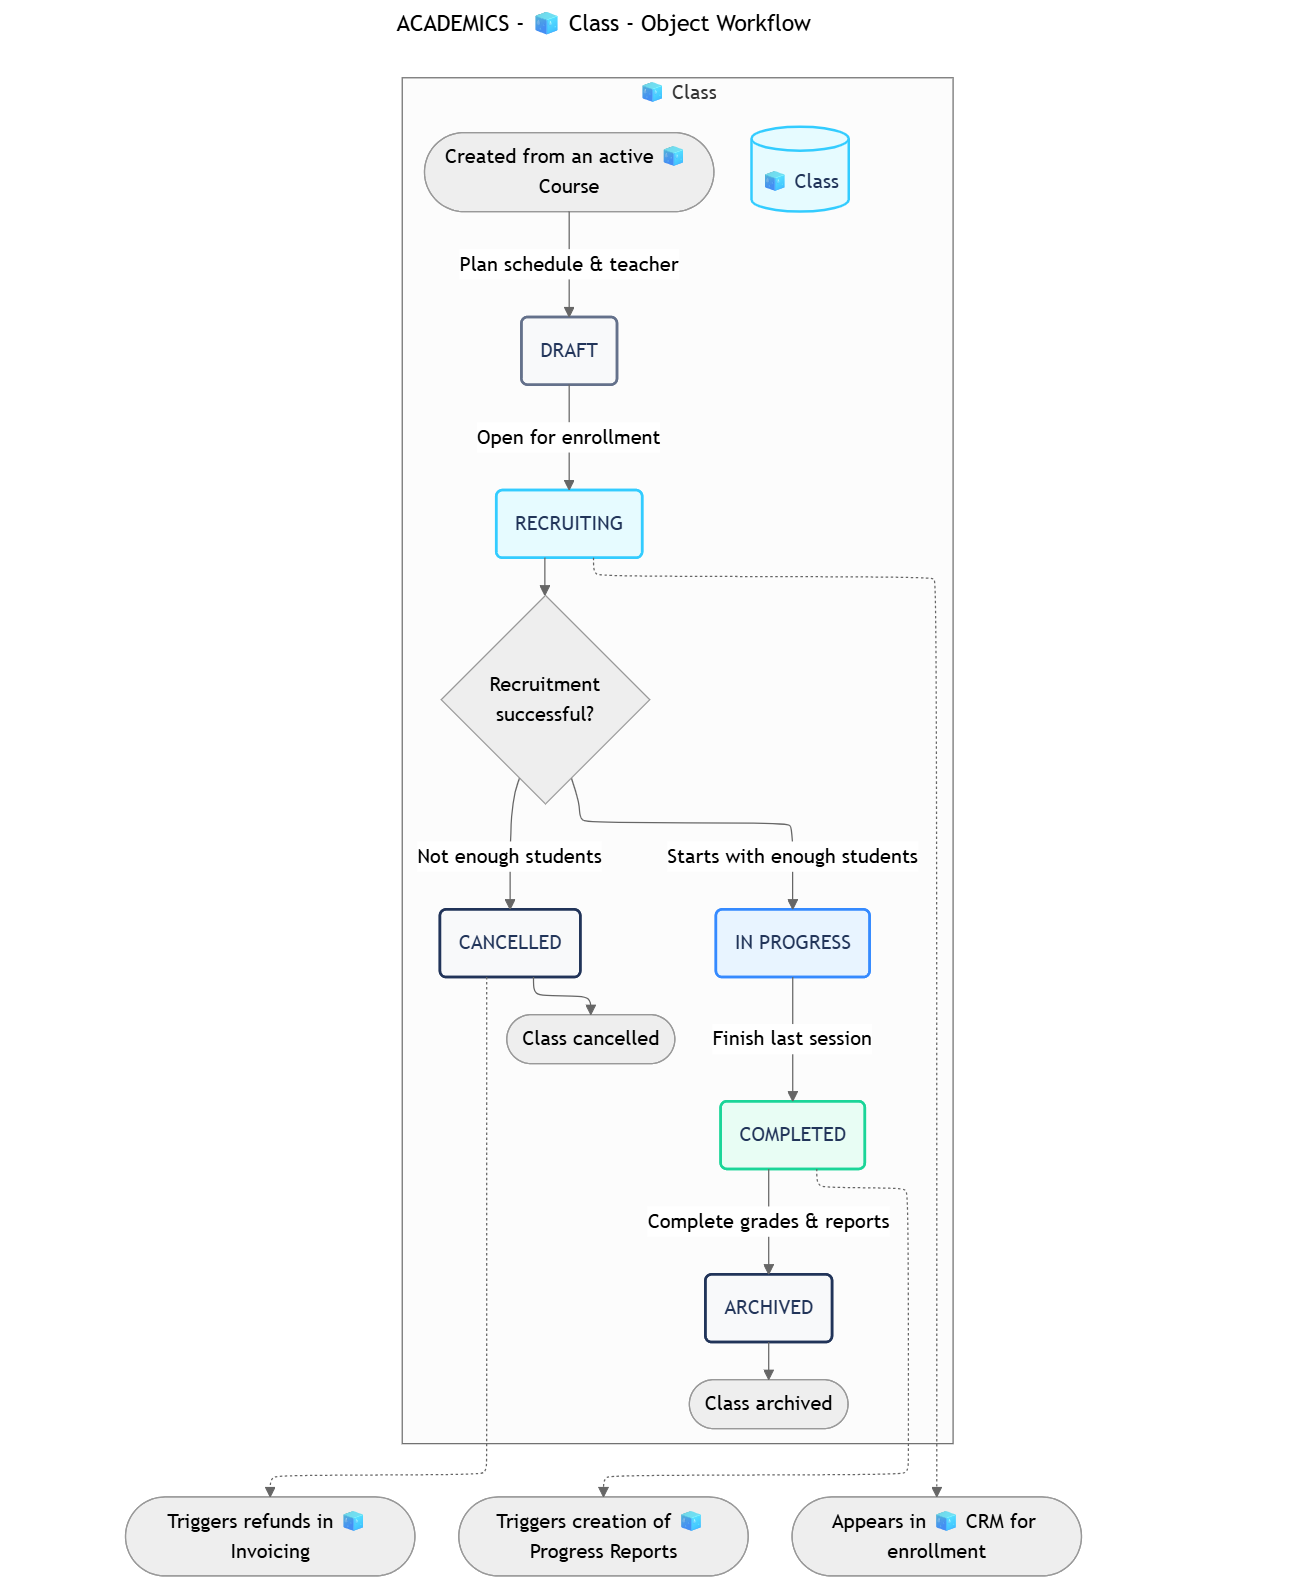 ACADEMICS - Class - Object Workflow
Class
Created from an active
Course
Class
Plan schedule & teacher
DRAFT
Open for enrollment
RECRUITING
Recruitment
successful?
Not enough students
Starts with enough students
CANCELLED
IN PROGRESS
Class cancelled
Finish last session
COMPLETED
Complete grades & reports
ARCHIVED
Class archived
Triggers refunds in
Invoicing
Triggers creation of
Progress Reports
Appears in CRM for
enrollment